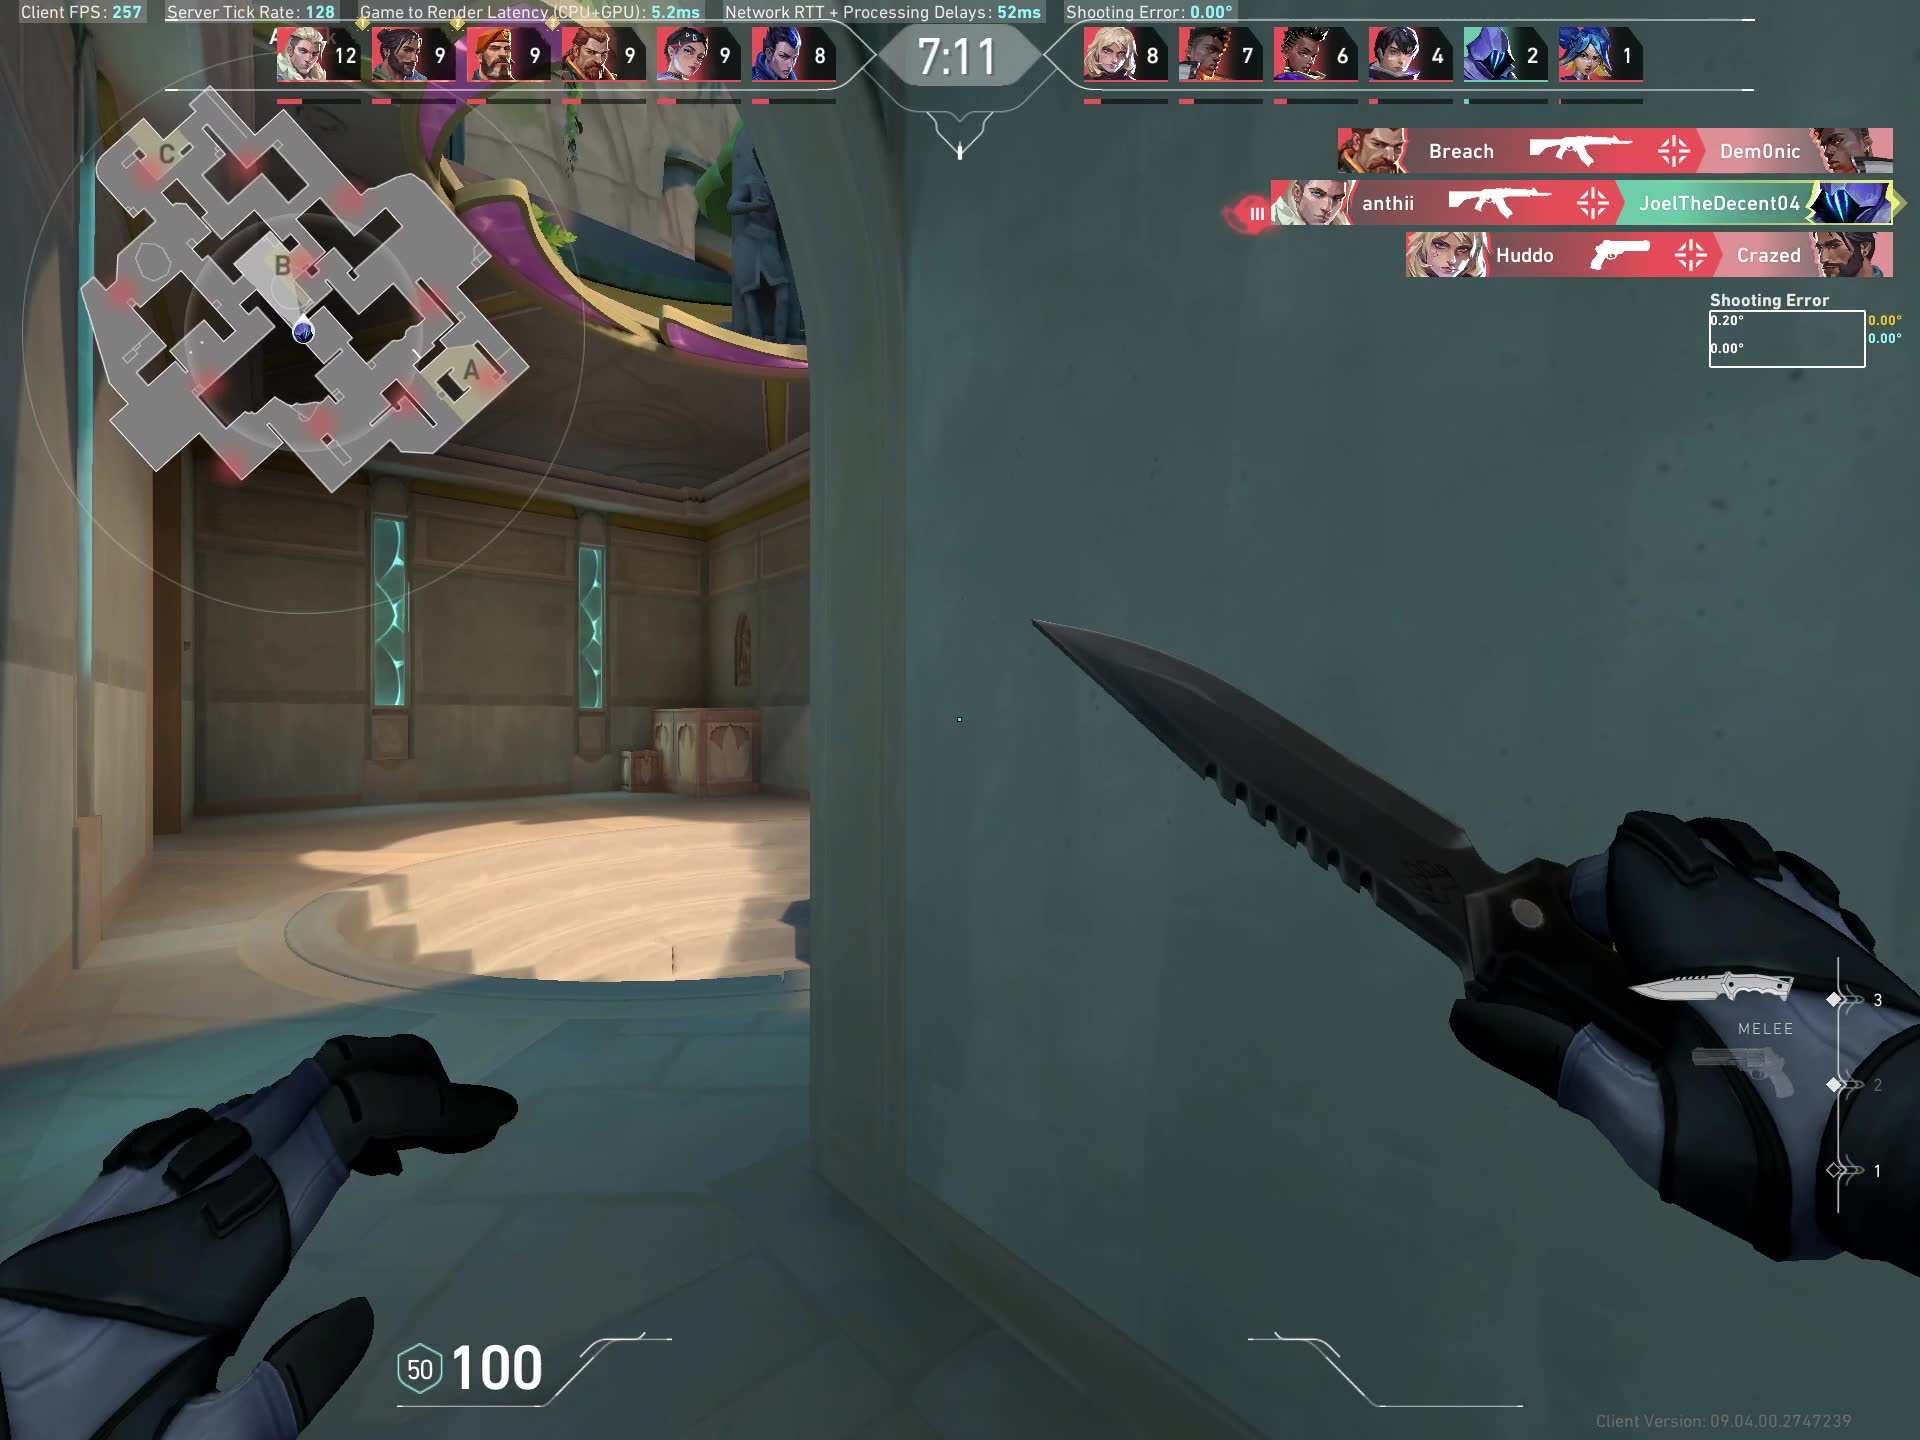 Client FPS: 257 Server Tick Rate: 128 Game to Render Latency (CPU+GPU): 5.2ms Network RTT + Processing Delays: 52ms Shooting Error: 0.00°
12 9 9 9 9 8 7:11 8 7 6 4 2 1
C
B
A
Breach Dem0nic
III anthii JoelTheDecent04
Huddo Crazed
Shooting Error
0.20° 0.00°
0.00°
0.00°
3
MELEE
2
1
50 100
Client Version: 09.04.00.2747239